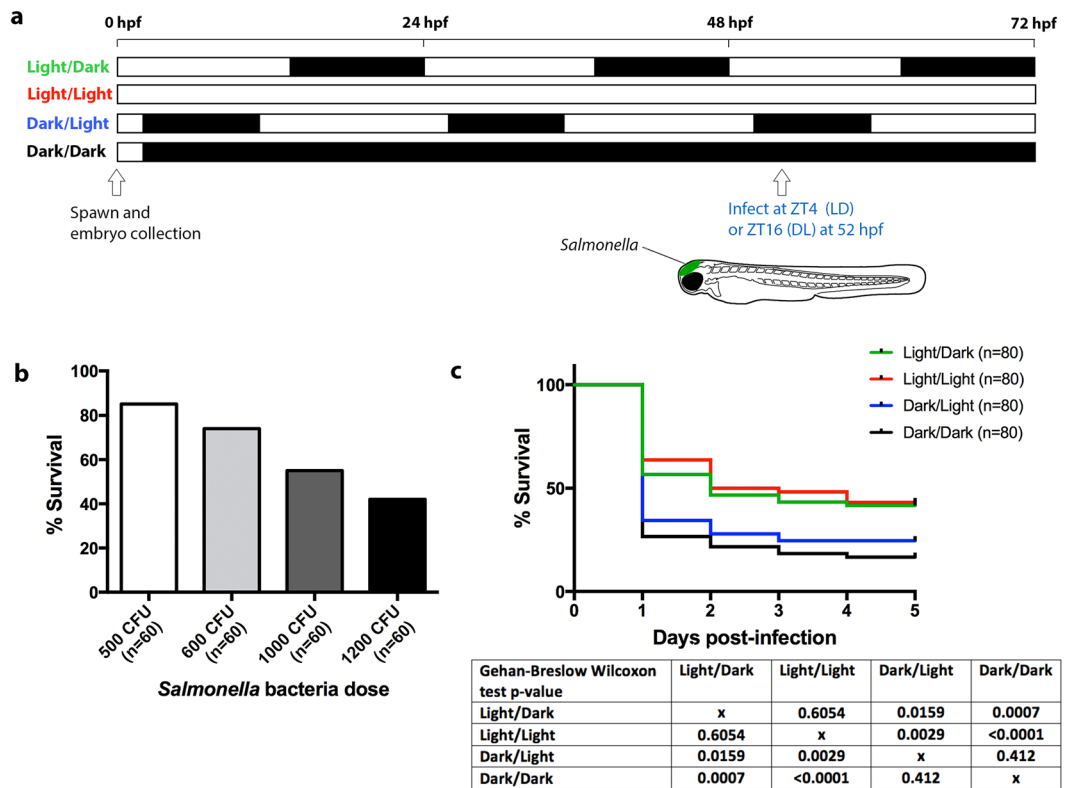 a
0 hpf 24 hpf 48 hpf 72 hpf
Light/Dark
Light/Light
Dark/Light
Dark/Dark
Spawn and
embryo collection
Infect at ZT4 (LD)
or ZT16 (DL) at 52 hpf
Salmonella
b
% Survival
100
80
60
40
20
0
500 CFU
(n=60)
600 CFU
(n=60)
1000 CFU
(n=60)
1200 CFU
(n=60)
Salmonella bacteria dose
c
Light/Dark (n=80)
Light/Light (n=80)
Dark/Light (n=80)
Dark/Dark (n=80)
% Survival
100
50
0
0 1 2 3 4 5
Days post-infection
Gehan-Breslow Wilcoxon Light/Dark Light/Light Dark/Light Dark/Dark
test p-value
Light/Dark x 0.6054 0.0159 0.0007
Light/Light 0.6054 x 0.0029 <0.0001
Dark/Light 0.0159 0.0029 x 0.412
Dark/Dark 0.0007 <0.0001 0.412 x